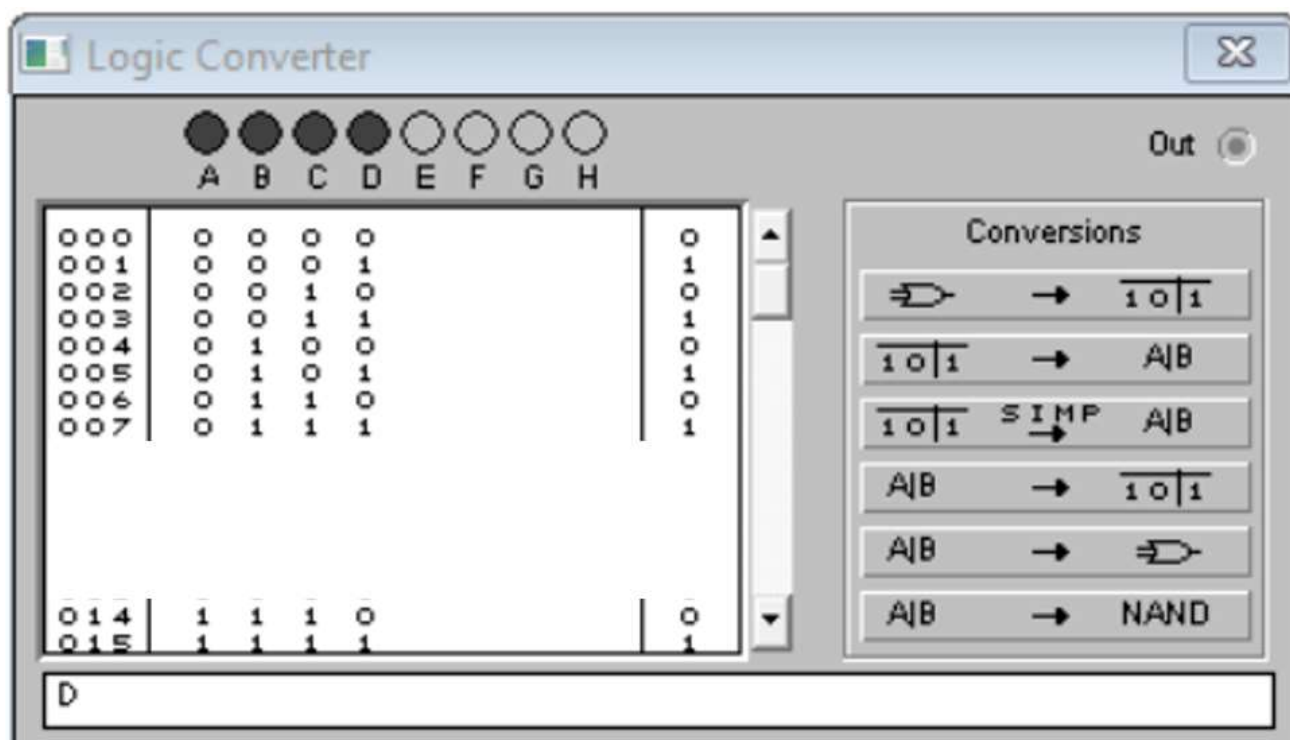 Logic Converter
Out
A B C D E F G H
000 0 0 0 0 0
001 0 0 0 1 1
002 0 0 1 0 0
003 0 0 1 1 1
004 0 1 0 0 0
005 0 1 0 1 1
006 0 1 1 0 0
007 0 1 1 1 1
014 1 1 1 0 0
015 1 1 1 1 1
Conversions
→ 1 0 | 1
1 0 | 1 → A|B
1 0 | 1 SIMP → A|B
A|B → 1 0 | 1
A|B →
A|B → NAND
D